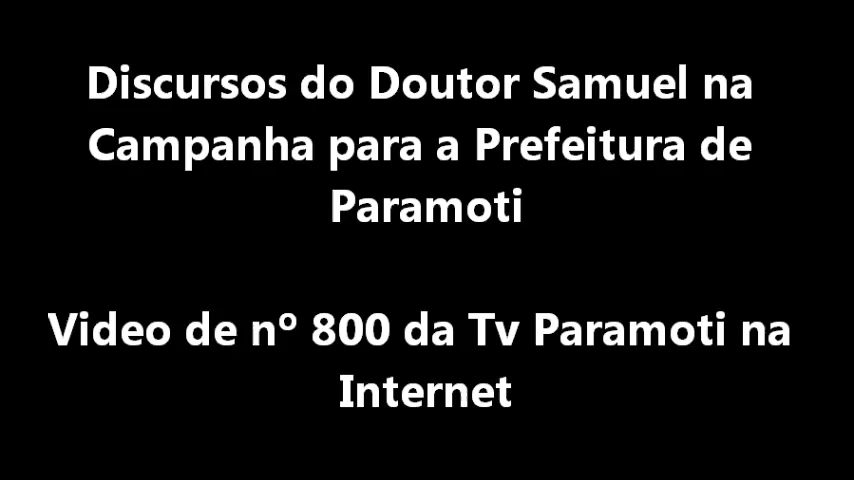 Discursos do Doutor Samuel na
Campanha para a Prefeitura de
Paramoti
Video de nº 800 da Tv Paramoti na
Internet